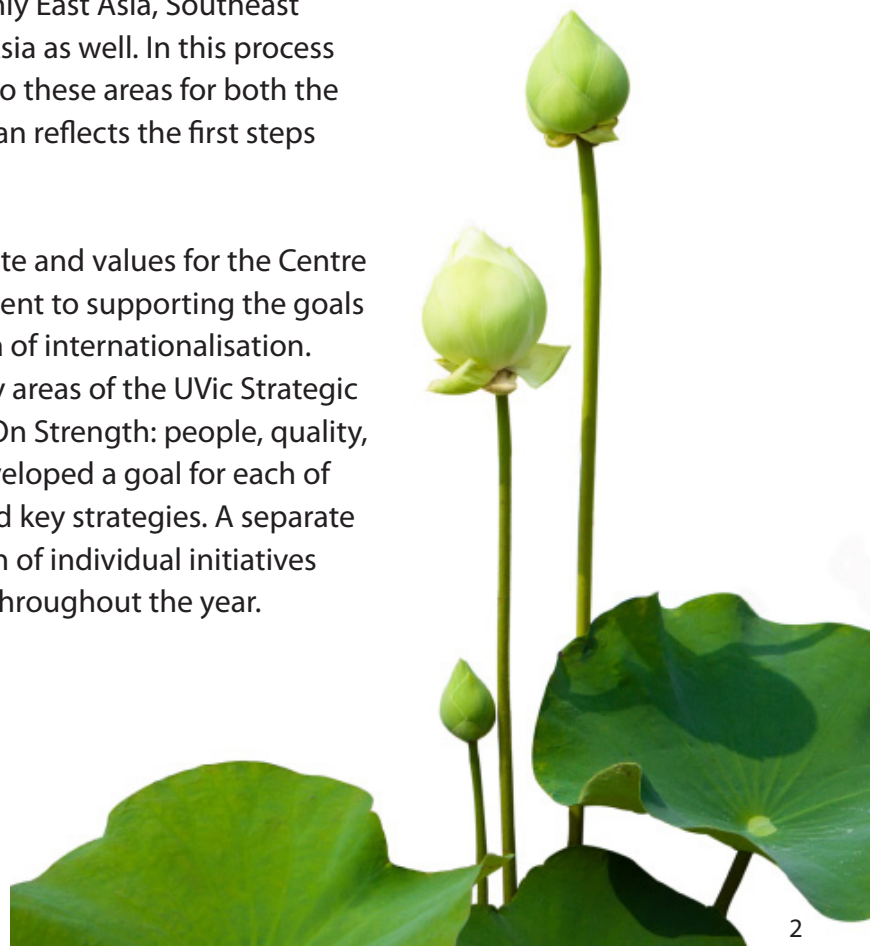 nly East Asia, Southeast
sia as well. In this process
o these areas for both the
an reflects the first steps
te and values for the Centre
ent to supporting the goals
n of internationalisation.
y areas of the UVic Strategic
On Strength: people, quality,
veloped a goal for each of
d key strategies. A separate
n of individual initiatives
hroughout the year.
2